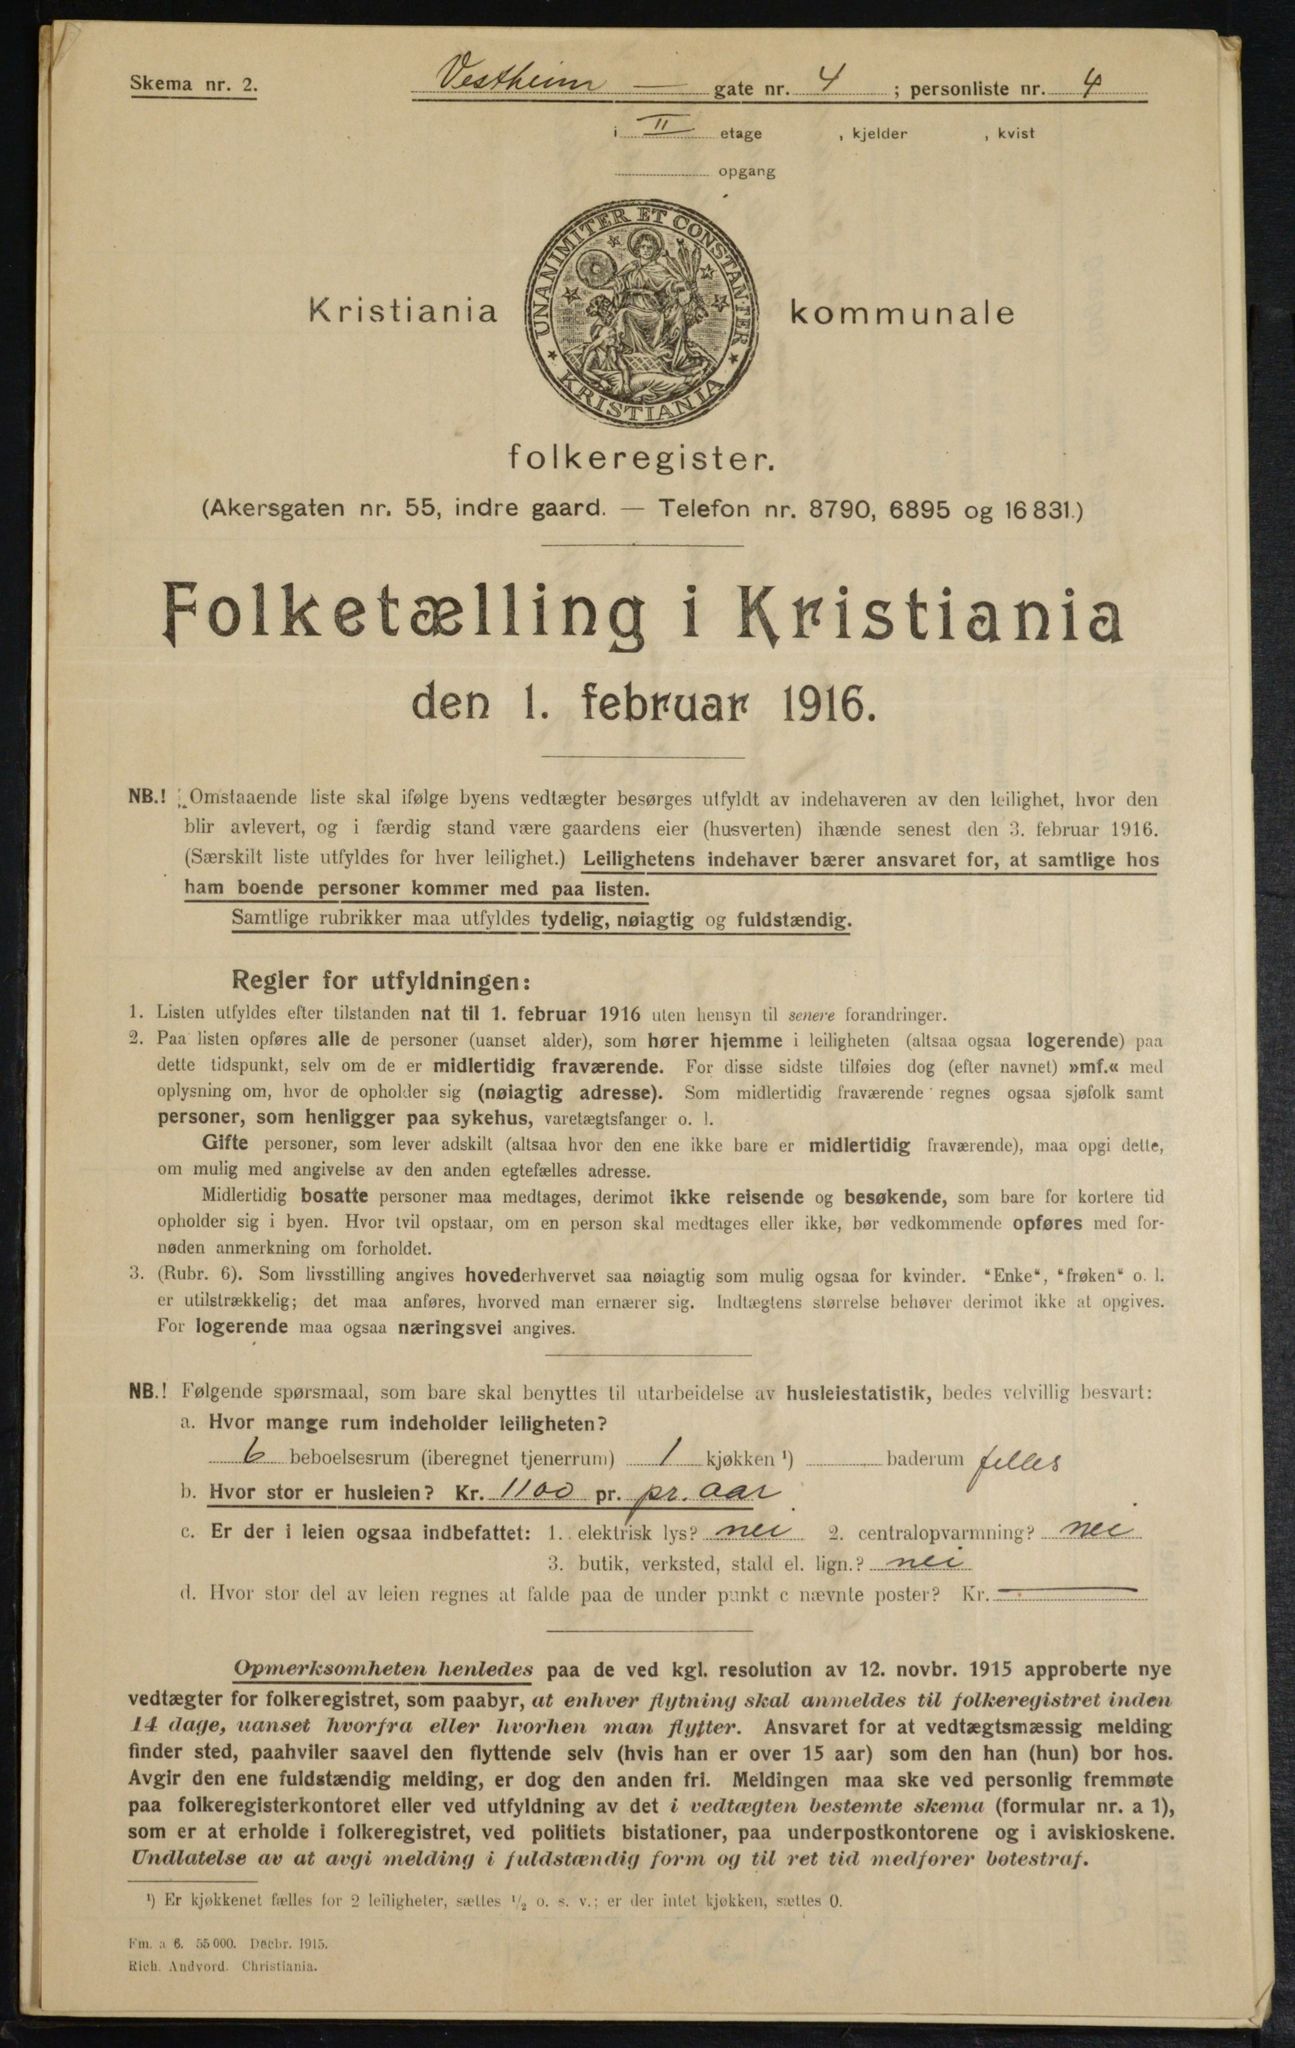 Skema nr. 2.
Vestheim — gate nr. 4 ; personliste nr. 4
i II etage , kjelder , kvist
opgang
UNANIMITER ET CONSTANTER
KRISTIANIA
Kristiania kommunale
folkeregister.
(Akersgaten nr. 55, indre gaard. — Telefon nr. 8790, 6895 og 16831.)
Folketælling i Kristiania
den 1. februar 1916.
NB.! Omstaaende liste skal ifølge byens vedtægter besørges utfyldt av indehaveren av den leilighet, hvor den
blir avlevert, og i færdig stand være gaardens eier (husverten) ihænde senest den 3. februar 1916.
(Særskilt liste utfyldes for hver leilighet.) Leilighetens indehaver bærer ansvaret for, at samtlige hos
ham boende personer kommer med paa listen.
Samtlige rubrikker maa utfyldes tydelig, nøiagtig og fuldstændig.
Regler for utfyldningen:
1. Listen utfyldes efter tilstanden nat til 1. februar 1916 uten hensyn til senere forandringer.
2. Paa listen opføres alle de personer (uanset alder), som hører hjemme i leiligheten (altsaa ogsaa logerende) paa
dette tidspunkt, selv om de er midlertidig fraværende. For disse sidste tilføies dog (efter navnet) »mf.« med
oplysning om, hvor de opholder sig (nøiagtig adresse). Som midlertidig fraværende regnes ogsaa sjøfolk samt
personer, som henligger paa sykehus, varetægtsfanger o. l.
Gifte personer, som lever adskilt (altsaa hvor den ene ikke bare er midlertidig fraværende), maa opgi dette,
om mulig med angivelse av den anden egtefælles adresse.
Midlertidig bosatte personer maa medtages, derimot ikke reisende og besøkende, som bare for kortere tid
opholder sig i byen. Hvor tvil opstaar, om en person skal medtages eller ikke, bør vedkommende opføres med for-
nøden anmerkning om forholdet.
3. (Rubr. 6). Som livsstilling angives hovederhvervet saa nøiagtig som mulig ogsaa for kvinder. "Enke", "frøken" o. l.
er utilstrækkelig; det maa anføres, hvorved man ernærer sig. Indtægtens størrelse behøver derimot ikke at opgives.
For logerende maa ogsaa næringsvei angives.
NB.! Følgende spørsmaal, som bare skal benyttes til utarbeidelse av husleiestatistik, bedes velvillig besvart:
a. Hvor mange rum indeholder leiligheten?
6 beboelsesrum (iberegnet tjenerrum) 1 kjøkken ¹) baderum felles
b. Hvor stor er husleien? Kr. 1100 pr. pr. aar
c. Er der i leien ogsaa indbefattet: 1. elektrisk lys? nei 2. centralopvarmning? nei
3. butik, verksted, stald el. lign.? nei
d. Hvor stor del av leien regnes at falde paa de under punkt c nævnte poster? Kr. —
Opmerksomheten henledes paa de ved kgl. resolution av 12. novbr. 1915 approberte nye
vedtægter for folkeregistret, som paabyr, at enhver flytning skal anmeldes til folkeregistret inden
14 dage, uanset hvorfra eller hvorhen man flytter. Ansvaret for at vedtægtsmæssig melding
finder sted, paahviler saavel den flyttende selv (hvis han er over 15 aar) som den han (hun) bor hos.
Avgir den ene fuldstændig melding, er dog den anden fri. Meldingen maa ske ved personlig fremmøte
paa folkeregisterkontoret eller ved utfyldning av det i vedtægten bestemte skema (formular nr. a 1),
som er at erholde i folkeregistret, ved politiets bistationer, paa underpostkontorene og i aviskioskene.
Undlatelse av at avgi melding i fuldstændig form og til ret tid medfører bøtestraf.
¹) Er kjøkkenet fælles for 2 leiligheter, sættes ½ o. s. v.; er der intet kjøkken, sættes 0.
Fm. a 6. 55 000. Decbr. 1915.
Rich. Andvord. Christiania.